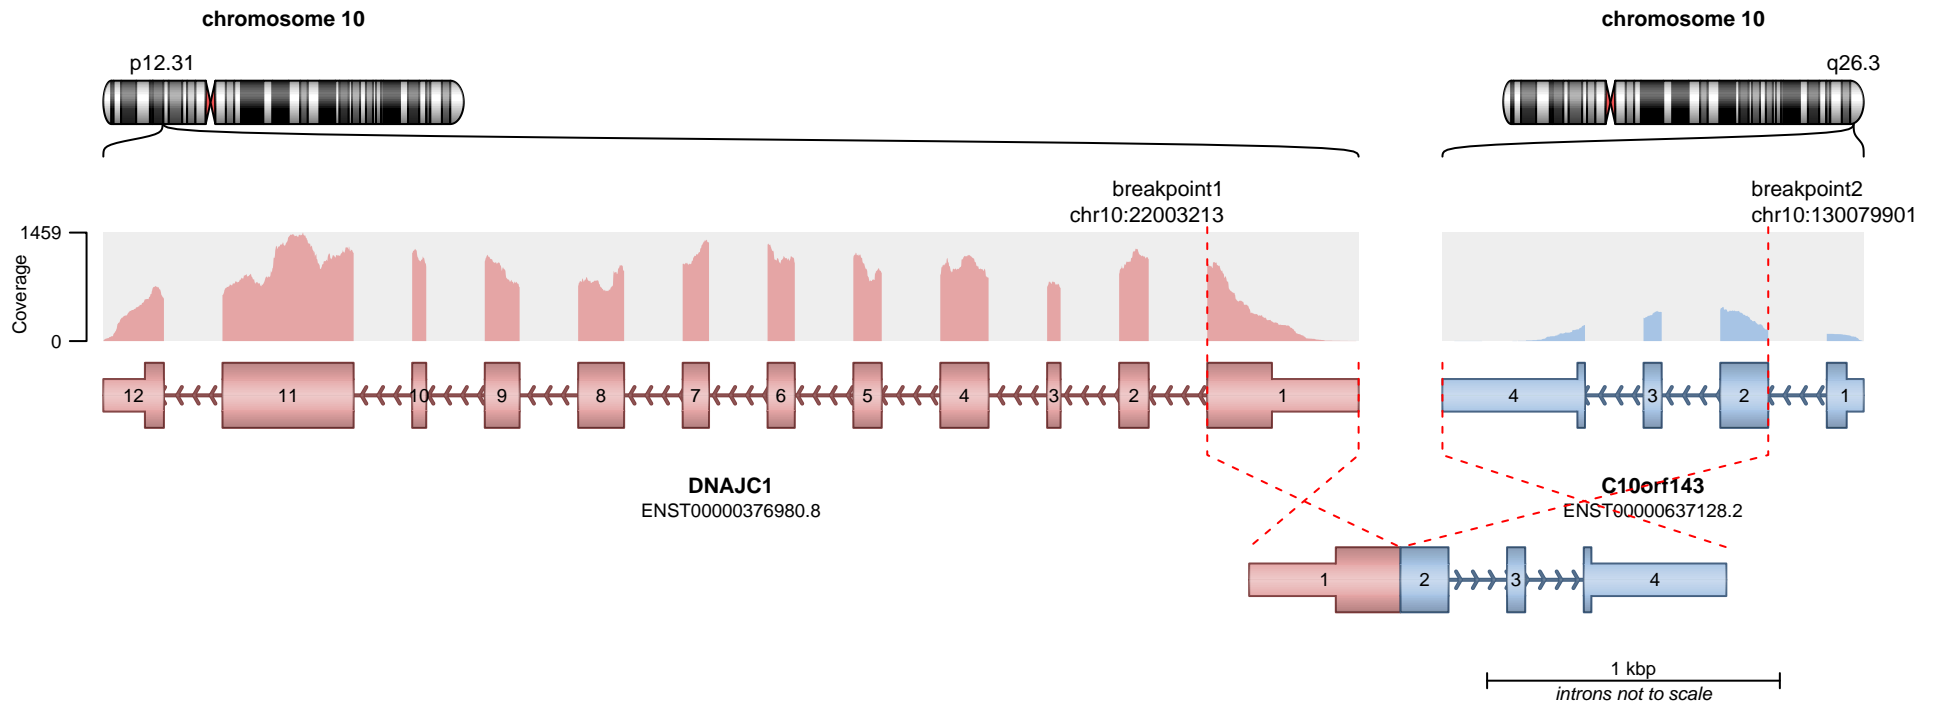 chromosome 10
chromosome 10
p12.31
q26.3
breakpoint1
chr10:22003213
breakpoint2
chr10:130079901
1459
Coverage
0
12 11 10 9 8 7 6 5 4 3 2 1
4 3 2 1
DNAJC1
ENST00000376980.8
C10orf143
ENST00000637128.2
1 2 3 4
1 kbp
introns not to scale